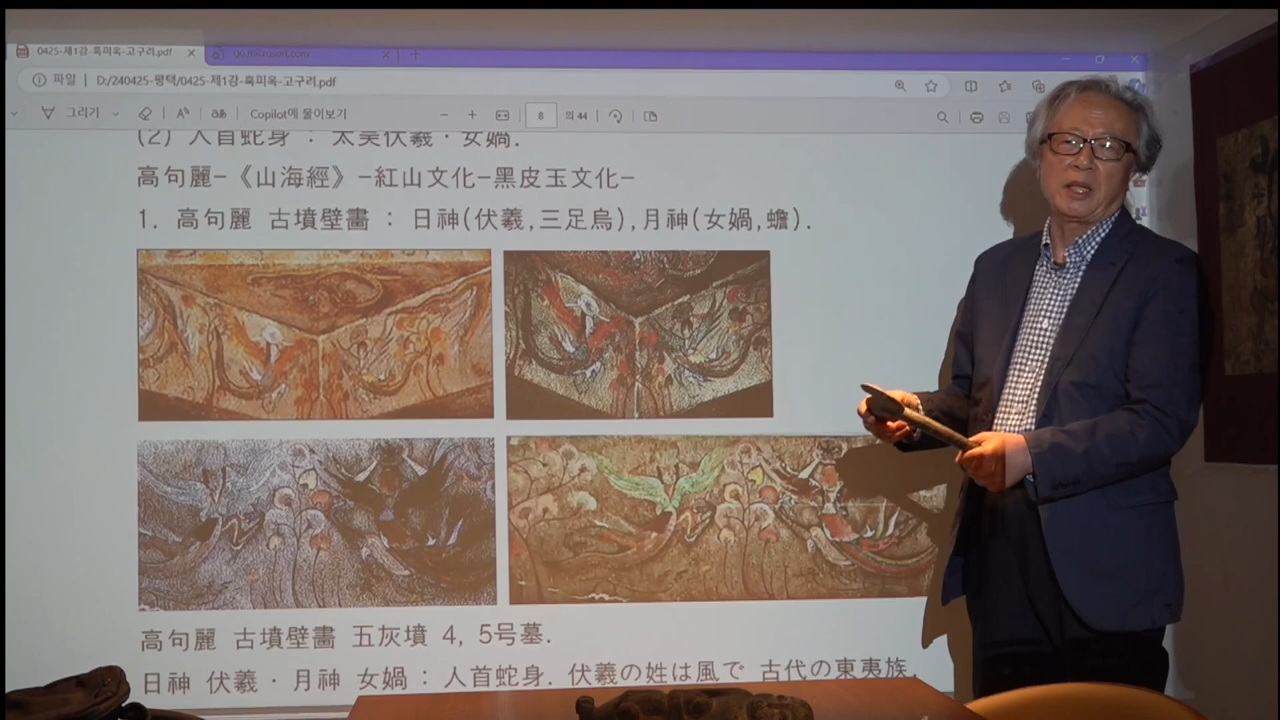 0425-제1강-흑피옥-고구려.pdf
파일 D:/240425-평택/0425-제1강-흑피옥-고구려.pdf
그리기 Copilot에 물어보기 8 의 44
(2) 人首蛇身 : 太昊伏羲·女媧.
高句麗-《山海經》-紅山文化-黑皮玉文化-
1. 高句麗 古墳壁畫 : 日神(伏羲,三足烏),月神(女媧,蟾).
高句麗 古墳壁畫 五灰墳 4, 5号墓.
日神 伏羲·月神 女媧 : 人首蛇身. 伏羲の姓は風で 古代の東夷族.